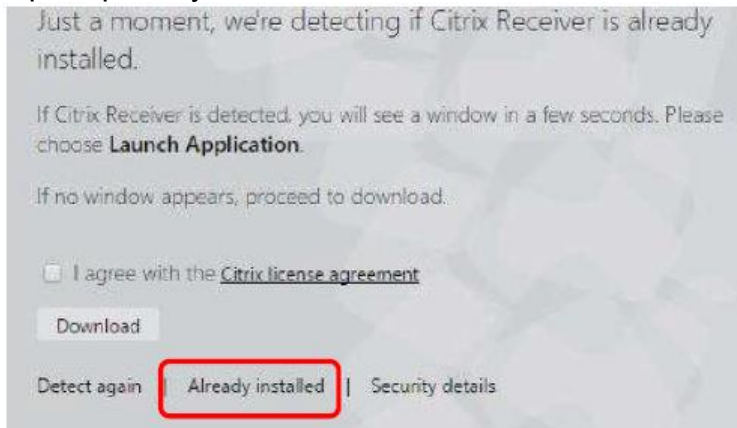 Just a moment, we're detecting if Citrix Receiver is already
installed.
If Citrix Receiver is detected, you will see a window in a few seconds. Please
choose Launch Application.
If no window appears, proceed to download.
I agree with the Citrix license agreement
Download
Detect again | Already installed | Security details